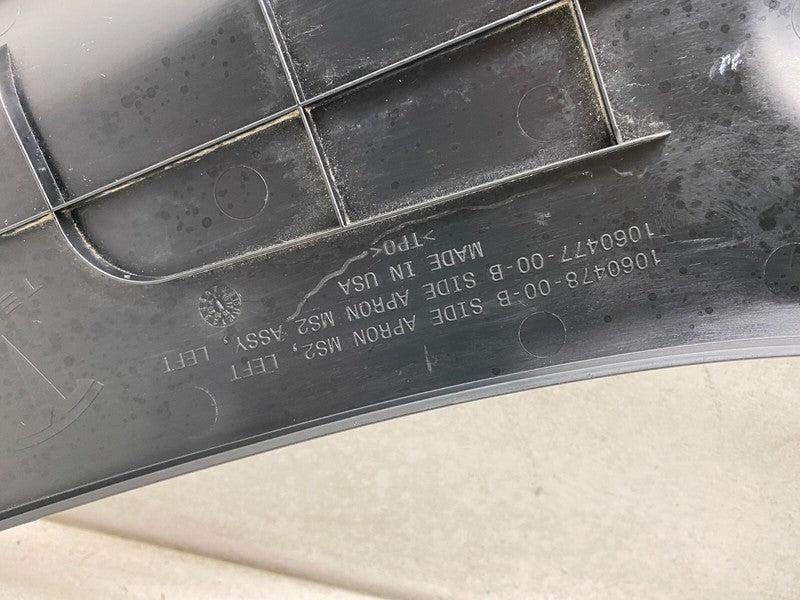 1060478-00-B SIDE APRON MS2, LEFT
1060477-00-B SIDE APRON MS2 ASSY, LEFT
MADE IN USA
>TPO<